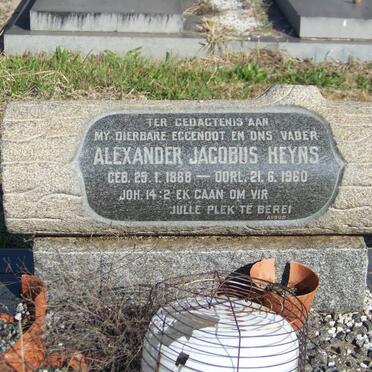 TER GEDAGTENIS AAN
MY DIERBARE EGGENOOT EN ONS VADER
ALEXANDER JACOBUS HEYNS
GEB. 25. 1. 1888 — OORL. 21. 6. 1960
JOH. 14:2 EK GAAN OM VIR
JULLE PLEK TE BEREI